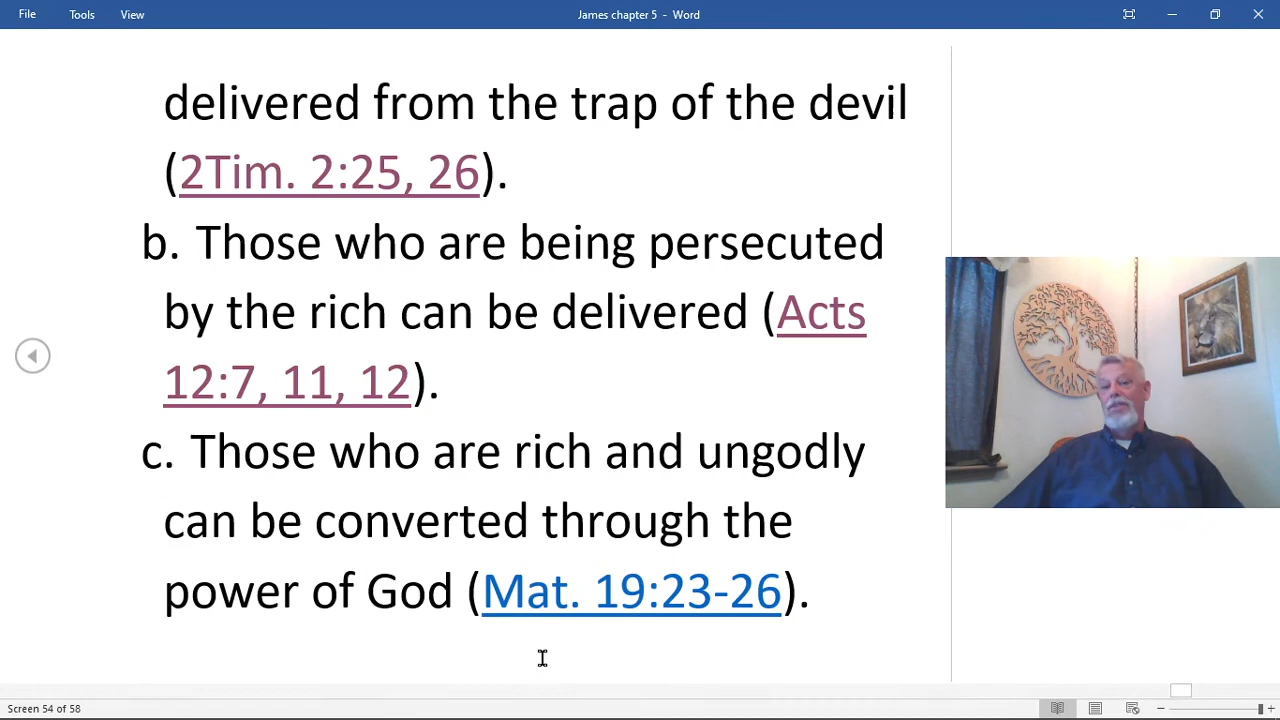 File Tools View James chapter 5 - Word
delivered from the trap of the devil
(2Tim. 2:25, 26).
b. Those who are being persecuted
by the rich can be delivered (Acts
12:7, 11, 12).
c. Those who are rich and ungodly
can be converted through the
power of God (Mat. 19:23-26).
Screen 54 of 58